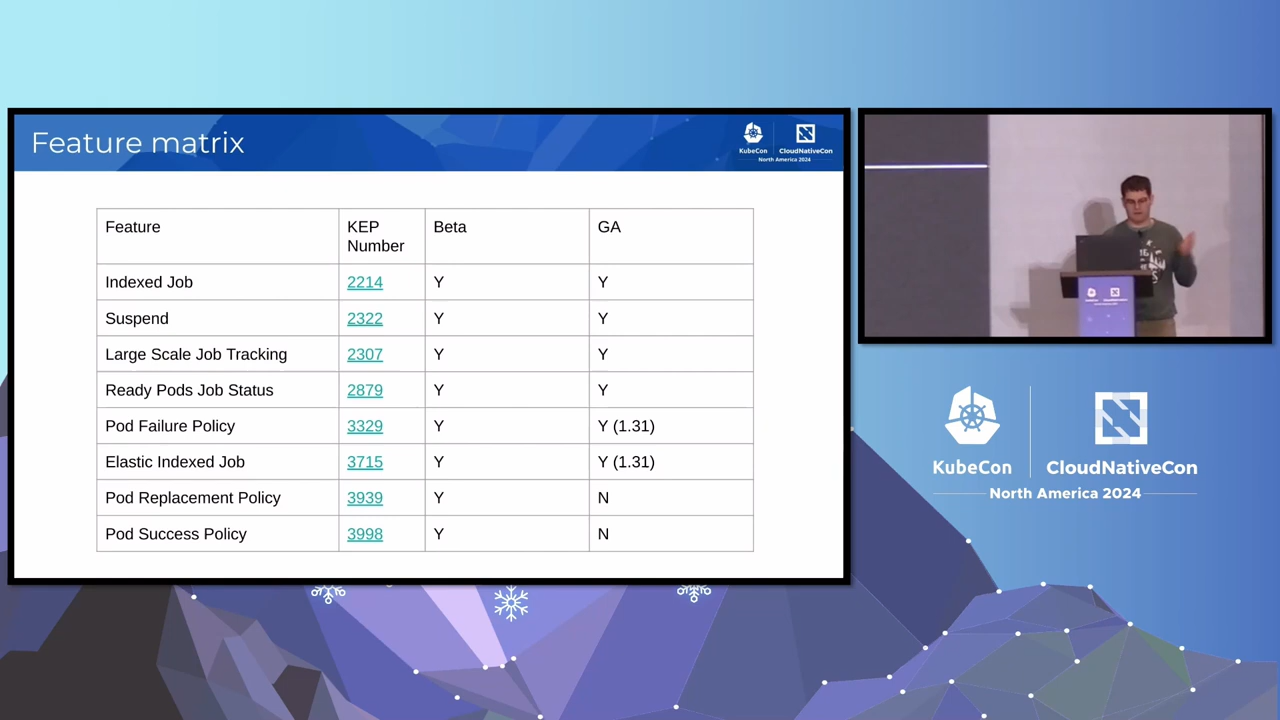 Feature matrix
KubeCon
CloudNativeCon
North America 2024
Feature KEP Number Beta GA
Indexed Job 2214 Y Y
Suspend 2322 Y Y
Large Scale Job Tracking 2307 Y Y
Ready Pods Job Status 2879 Y Y
Pod Failure Policy 3329 Y Y (1.31)
Elastic Indexed Job 3715 Y Y (1.31)
Pod Replacement Policy 3939 Y N
Pod Success Policy 3998 Y N
KubeCon
CloudNativeCon
North America 2024